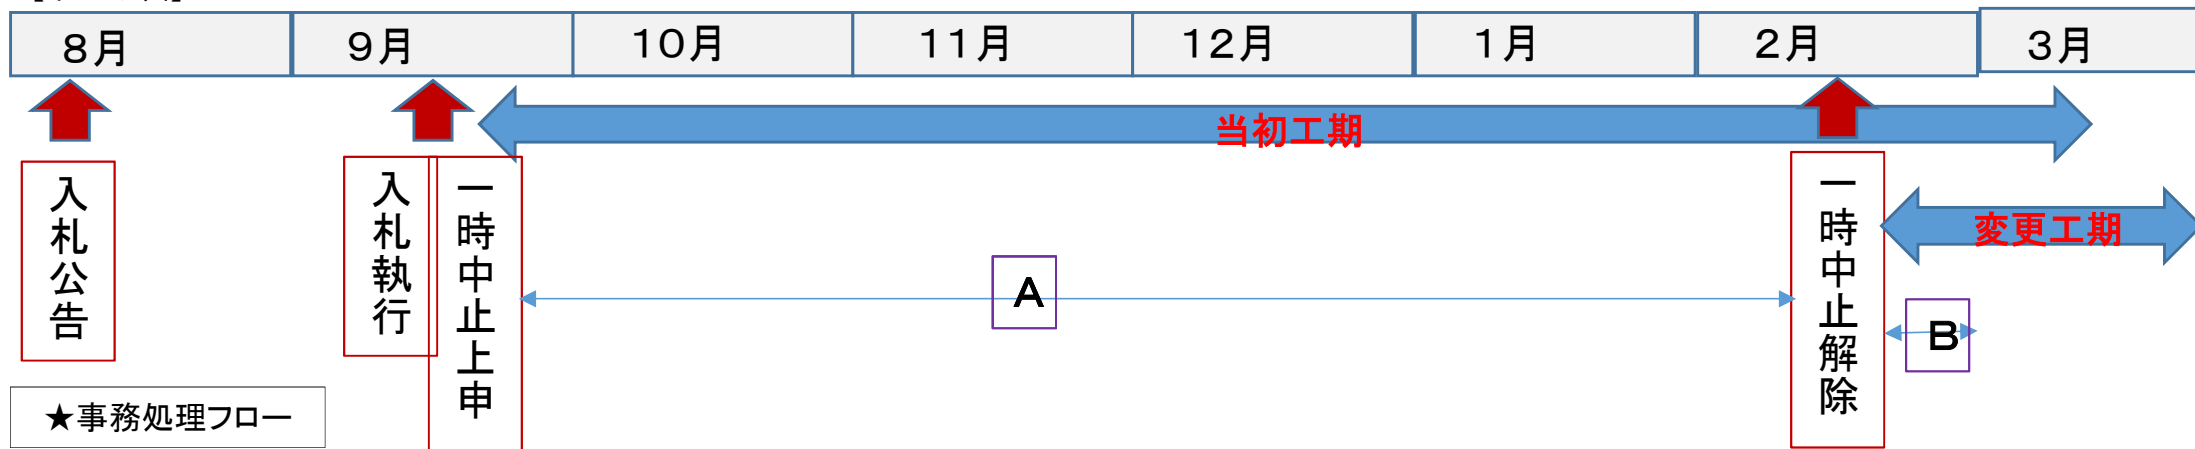 8月
9月
10月
11月
12月
1月
2月
3月
当初工期
変更工期
入札公告
入札執行
一時中止上申
A
一時中止解除
B
★事務処理フロー